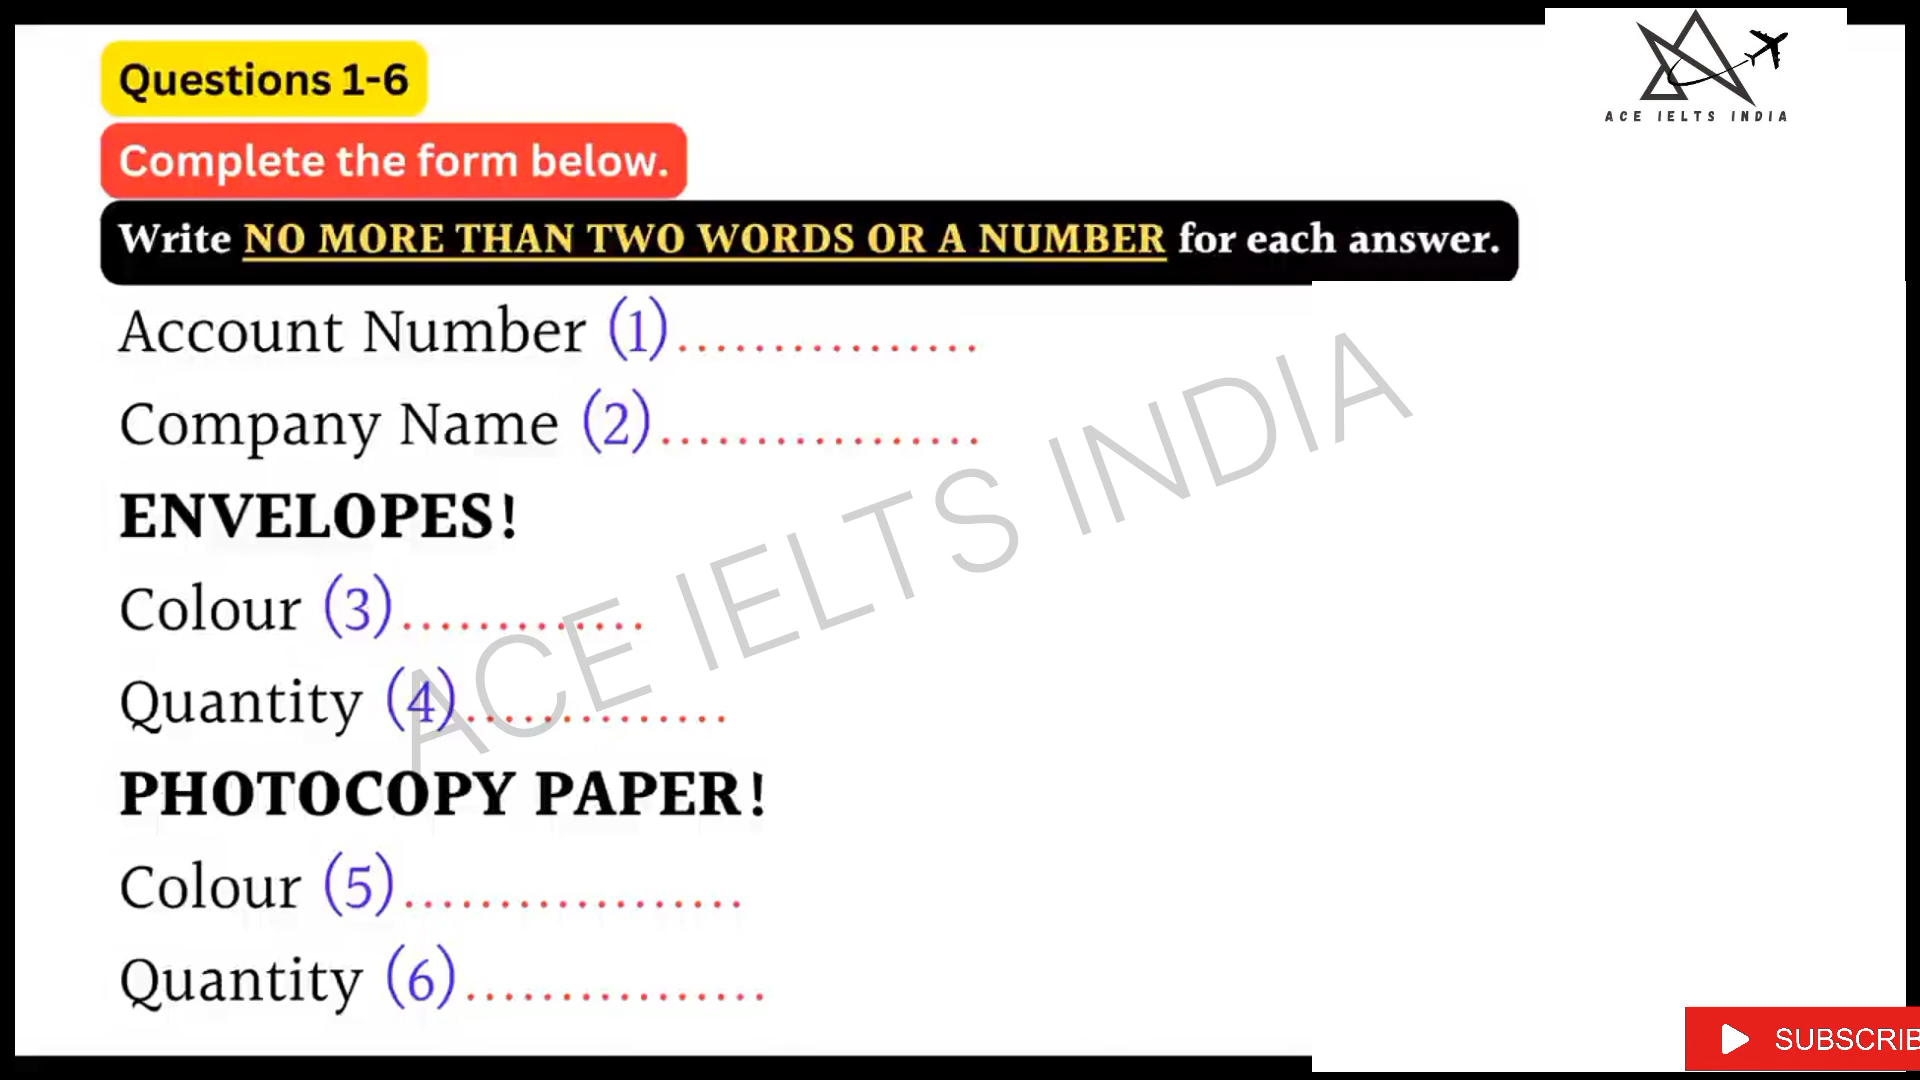 Questions 1-6
ACE IELTS INDIA
Complete the form below.
Write NO MORE THAN TWO WORDS OR A NUMBER for each answer.
Account Number (1)................
Company Name (2).................
ENVELOPES!
Colour (3).............
Quantity (4)..............
PHOTOCOPY PAPER!
Colour (5)..................
Quantity (6)................
ACE IELTS INDIA
SUBSCRIB